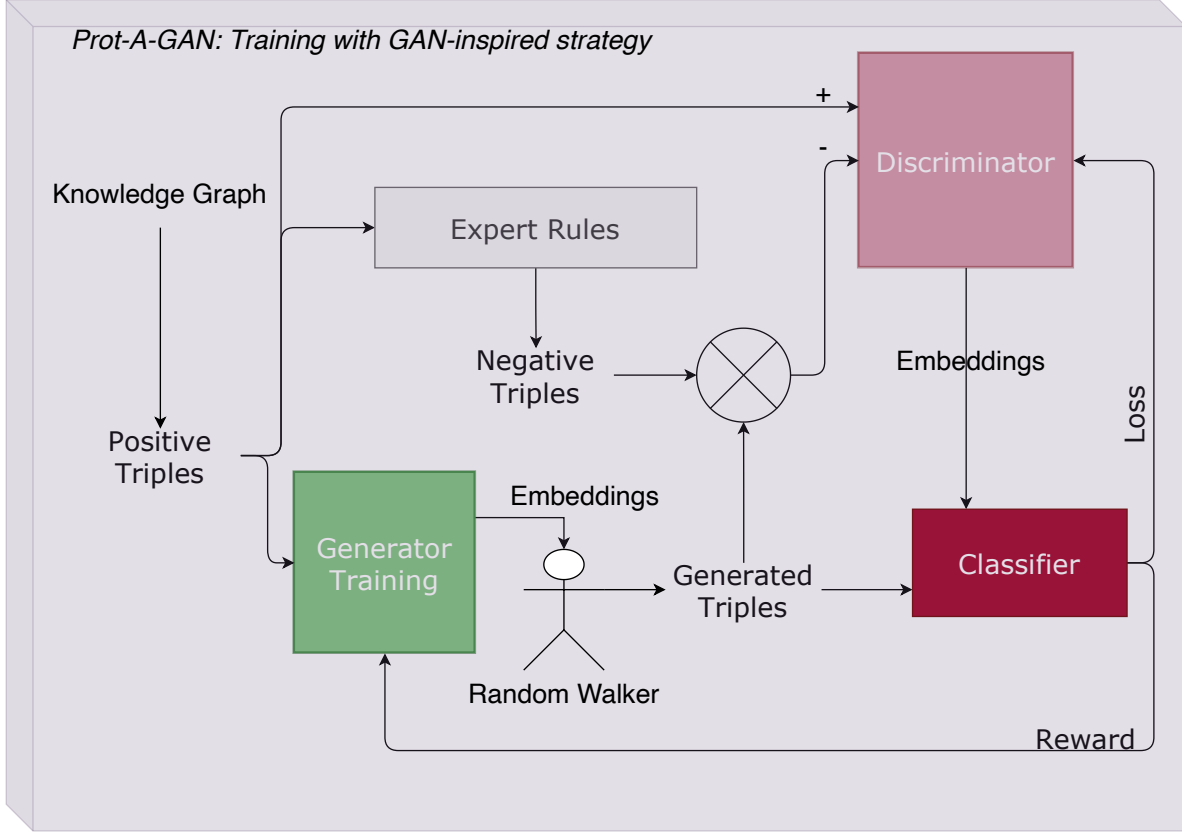 Prot-A-GAN: Training with GAN-inspired strategy
+
-
Discriminator
Knowledge Graph
Expert Rules
Negative
Triples
Embeddings
Loss
Positive
Triples
Embeddings
Generator
Training
Generated
Triples
Classifier
Random Walker
Reward